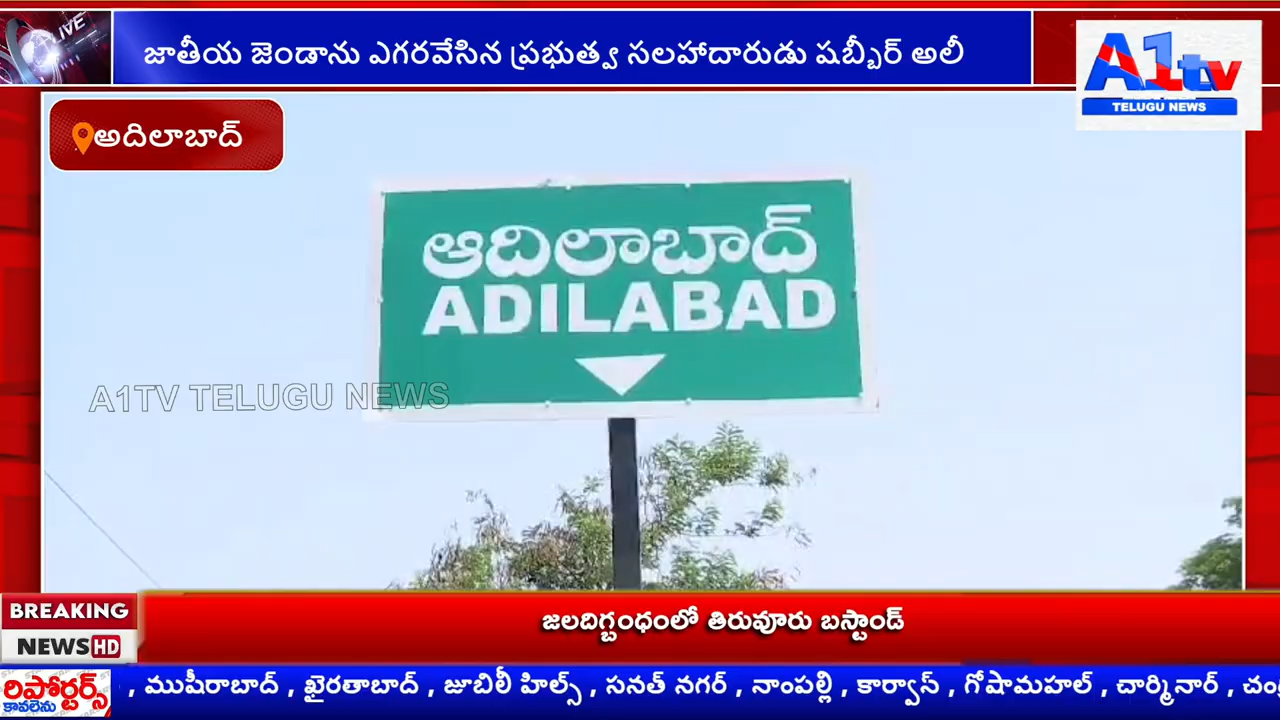 LIVE
జాతీయ జెండాను ఎగరవేసిన ప్రభుత్వ సలహాదారుడు షబ్బీర్ అలీ
A1tv
TELUGU NEWS
అదిలాబాద్
ఆదిలాబాద్
ADILABAD
A1TV TELUGU NEWS
BREAKING
NEWS HD
జలదిగ్బంధంలో తిరువూరు బస్టాండ్
రిపోర్టర్స్
కావలెను
, ముషీరాబాద్ , ఖైరతాబాద్ , జూబిలీ హిల్స్ , సనత్ నగర్ , నాంపల్లి , కార్వాన్ , గోషామహల్ , చార్మినార్ ,